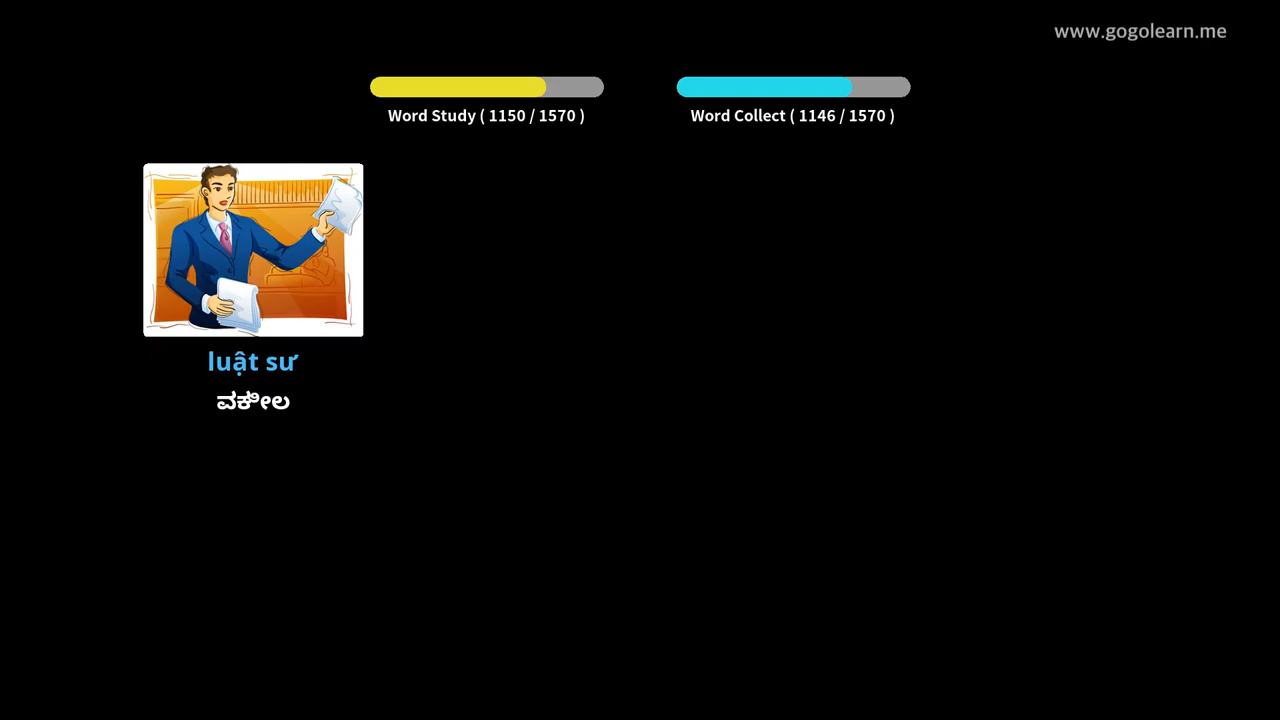 www.gogolearn.me
Word Study ( 1150 / 1570 )
Word Collect ( 1146 / 1570 )
luật sư
ವಕೀಲ